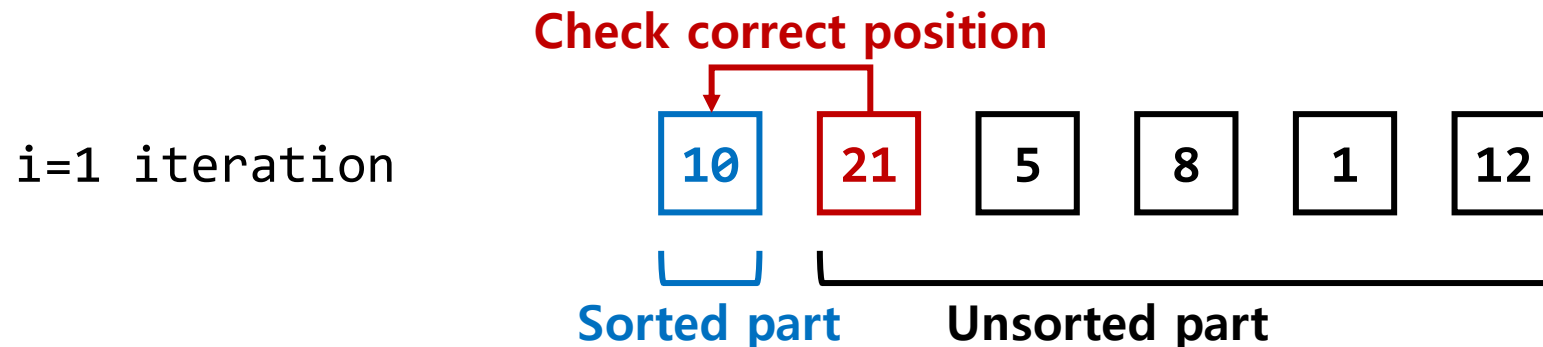 Check correct position
i=1 iteration 10 21 5 8 1 12
Sorted part Unsorted part